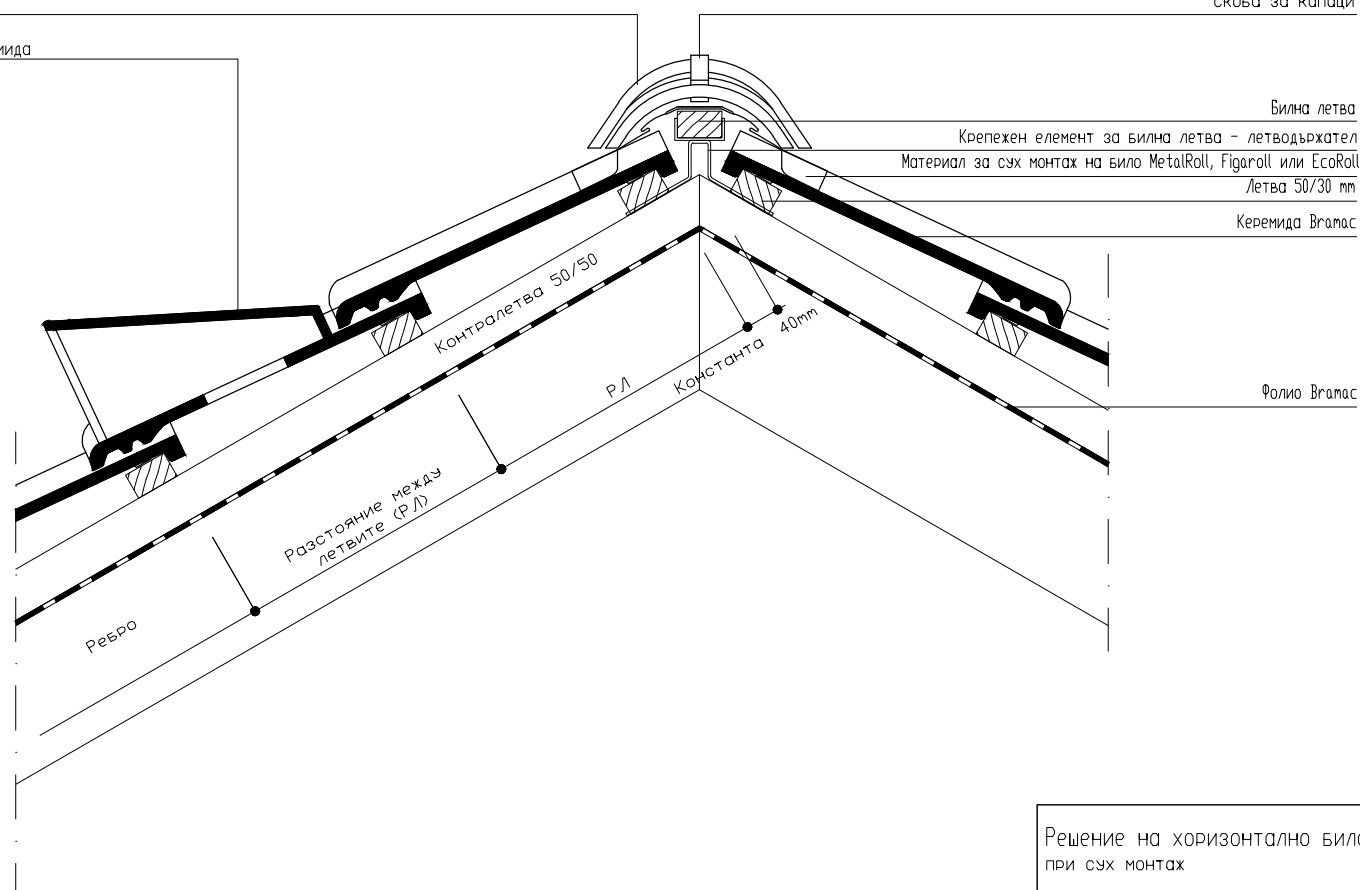 скоба за капаци
Билна летва
Крепежен елемент за билна летва - летводържател
Материал за сух монтаж на било MetalRoll, Figaroll или EcoRoll
Летва 50/30 mm
Керемида Bramac
Контралетва 50/50
РЛ
Константа 40mm
Фолио Bramac
Разстояние между
летвите (РЛ)
Ребро
Решение на хоризонтално било
при сух монтаж